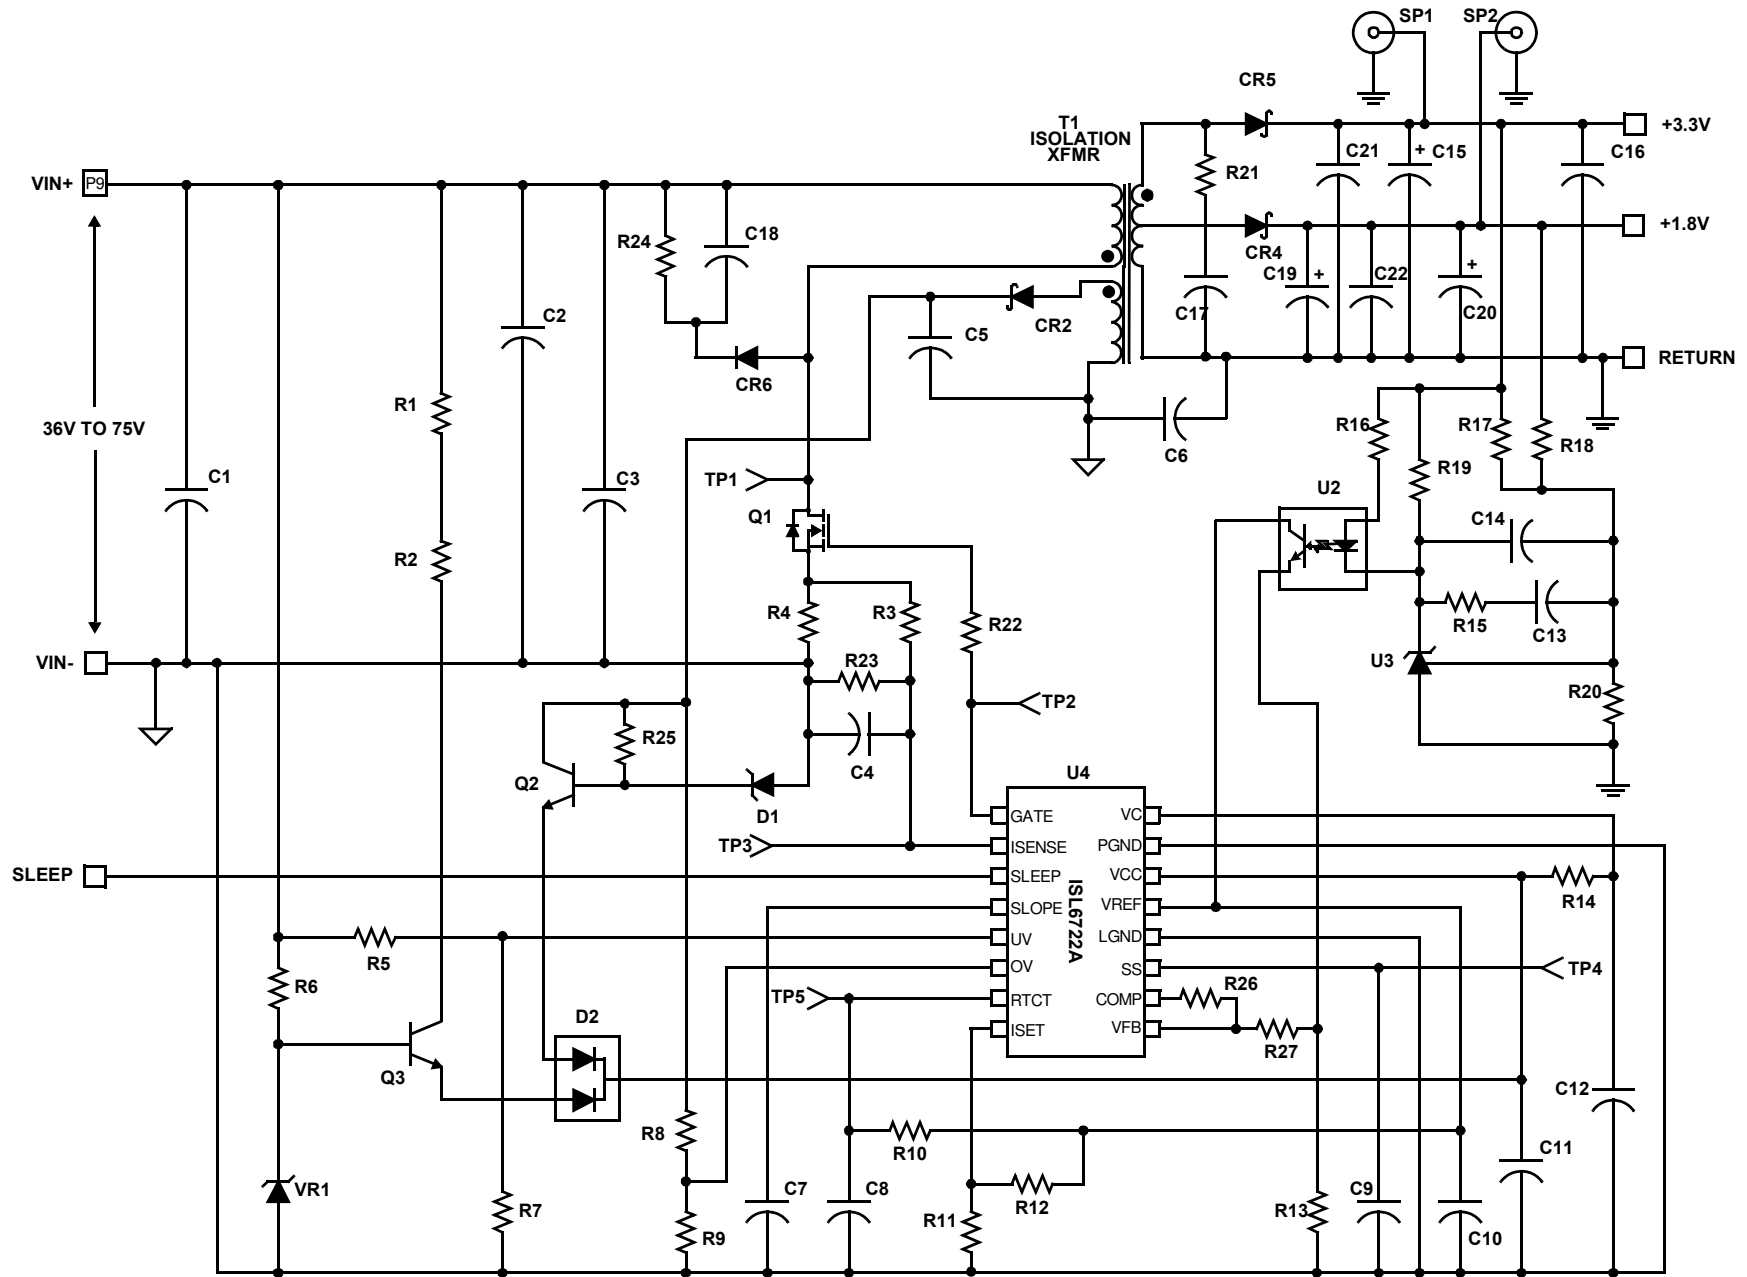 SP1
SP2
CR5
T1
ISOLATION
XFMR
+3.3V
C21
+ C15
C16
R21
VIN+
P9
R24
C18
+1.8V
CR4
C19
+
C22
+
C20
C17
C5
CR2
C2
CR6
RETURN
36V TO 75V
R1
R16
R17
R18
C6
C1
C3
TP1
R19
U2
Q1
C14
R2
R4
R3
R22
R15
C13
VIN-
R23
U3
R20
TP2
R25
C4
Q2
D1
U4
TP3
SLEEP
GATE
ISENSE
SLEEP
SLOPE
UV
OV
RTCT
ISET
ISL6722A
VC
PGND
VCC
VREF
LGND
SS
COMP
VFB
R14
R5
R6
TP5
TP4
R26
R27
D2
Q3
C12
R8
R10
C11
VR1
R7
C7
C8
R12
C9
R9
R11
R13
C10